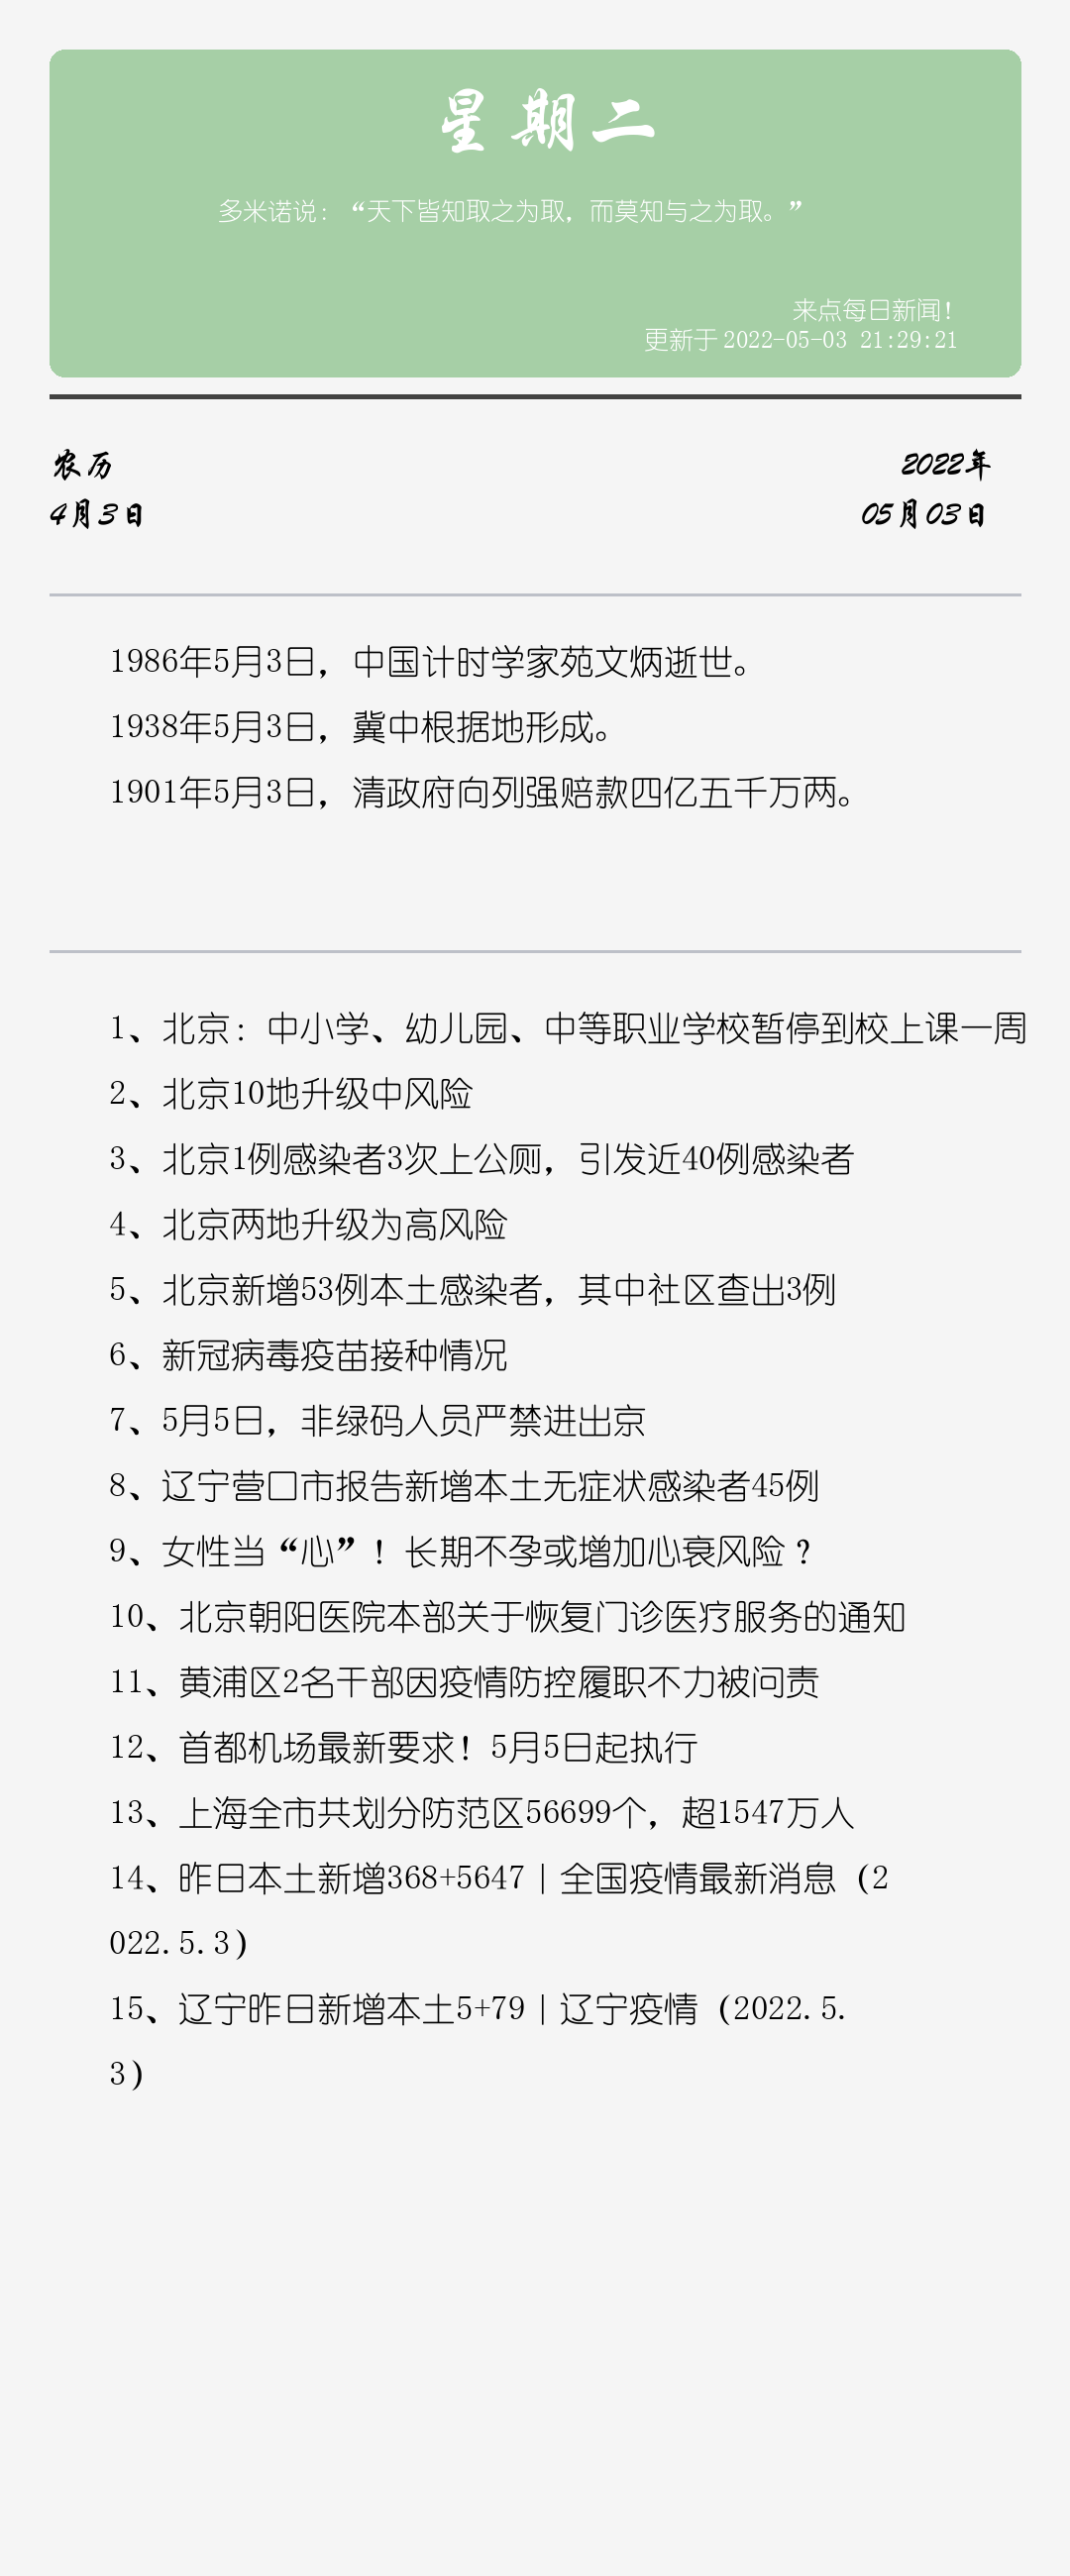 星期二
多米诺说：“天下皆知取之为取，而莫知与之为取。”
来点每日新闻！
更新于 2022-05-03 21:29:21
农历
2022年
4月3日
05月03日
1986年5月3日，中国计时学家苑文炳逝世。
1938年5月3日，冀中根据地形成。
1901年5月3日，清政府向列强赔款四亿五千万两。
1、北京：中小学、幼儿园、中等职业学校暂停到校上课一周
2、北京10地升级中风险
3、北京1例感染者3次上公厕，引发近40例感染者
4、北京两地升级为高风险
5、北京新增53例本土感染者，其中社区查出3例
6、新冠病毒疫苗接种情况
7、5月5日，非绿码人员严禁进出京
8、辽宁营口市报告新增本土无症状感染者45例
9、女性当“心”！长期不孕或增加心衰风险？
10、北京朝阳医院本部关于恢复门诊医疗服务的通知
11、黄浦区2名干部因疫情防控履职不力被问责
12、首都机场最新要求！5月5日起执行
13、上海全市共划分防范区56699个，超1547万人
14、昨日本土新增368+5647｜全国疫情最新消息（2
022.5.3）
15、辽宁昨日新增本土5+79｜辽宁疫情（2022.5.
3）